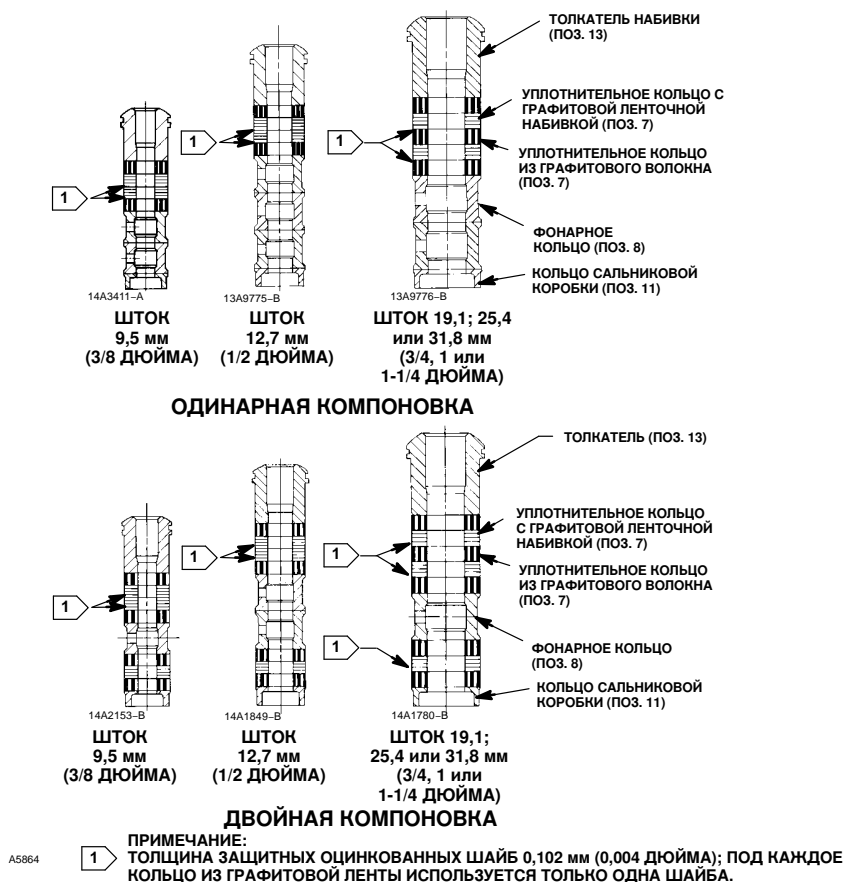 ТОЛКАТЕЛЬ НАБИВКИ
(ПОЗ. 13)
УПЛОТНИТЕЛЬНОЕ КОЛЬЦО С
ГРАФИТОВОЙ ЛЕНТОЧНОЙ
НАБИВКОЙ (ПОЗ. 7)
УПЛОТНИТЕЛЬНОЕ КОЛЬЦО
ИЗ ГРАФИТОВОГО ВОЛОКНА
(ПОЗ. 7)
ФОНАРНОЕ
КОЛЬЦО (ПОЗ. 8)
КОЛЬЦО САЛЬНИКОВОЙ
КОРОБКИ (ПОЗ. 11)
1
1
1
14A3411–A
13A9775–B
13A9776–B
ШТОК
9,5 мм
(3/8 ДЮЙМА)
ШТОК
12,7 мм
(1/2 ДЮЙМА)
ШТОК 19,1; 25,4
или 31,8 мм
(3/4, 1 или
1-1/4 ДЮЙМА)
ОДИНАРНАЯ КОМПОНОВКА
ТОЛКАТЕЛЬ (ПОЗ. 13)
УПЛОТНИТЕЛЬНОЕ КОЛЬЦО
С ГРАФИТОВОЙ ЛЕНТОЧНОЙ
НАБИВКОЙ (ПОЗ. 7)
УПЛОТНИТЕЛЬНОЕ КОЛЬЦО
ИЗ ГРАФИТОВОГО ВОЛОКНА
(ПОЗ. 7)
ФОНАРНОЕ КОЛЬЦО
(ПОЗ. 8)
КОЛЬЦО САЛЬНИКОВОЙ
КОРОБКИ (ПОЗ. 11)
1
1
1
1
14A2153–B
14A1849–B
14A1780–B
ШТОК
9,5 мм
(3/8 ДЮЙМА)
ШТОК
12,7 мм
(1/2 ДЮЙМА)
ШТОК 19,1;
25,4 или 31,8 мм
(3/4, 1 или
1-1/4 ДЮЙМА)
ДВОЙНАЯ КОМПОНОВКА
ПРИМЕЧАНИЕ:
A5864
1 ТОЛЩИНА ЗАЩИТНЫХ ОЦИНКОВАННЫХ ШАЙБ 0,102 мм (0,004 ДЮЙМА); ПОД КАЖДОЕ
КОЛЬЦО ИЗ ГРАФИТОВОЙ ЛЕНТЫ ИСПОЛЬЗУЕТСЯ ТОЛЬКО ОДНА ШАЙБА.